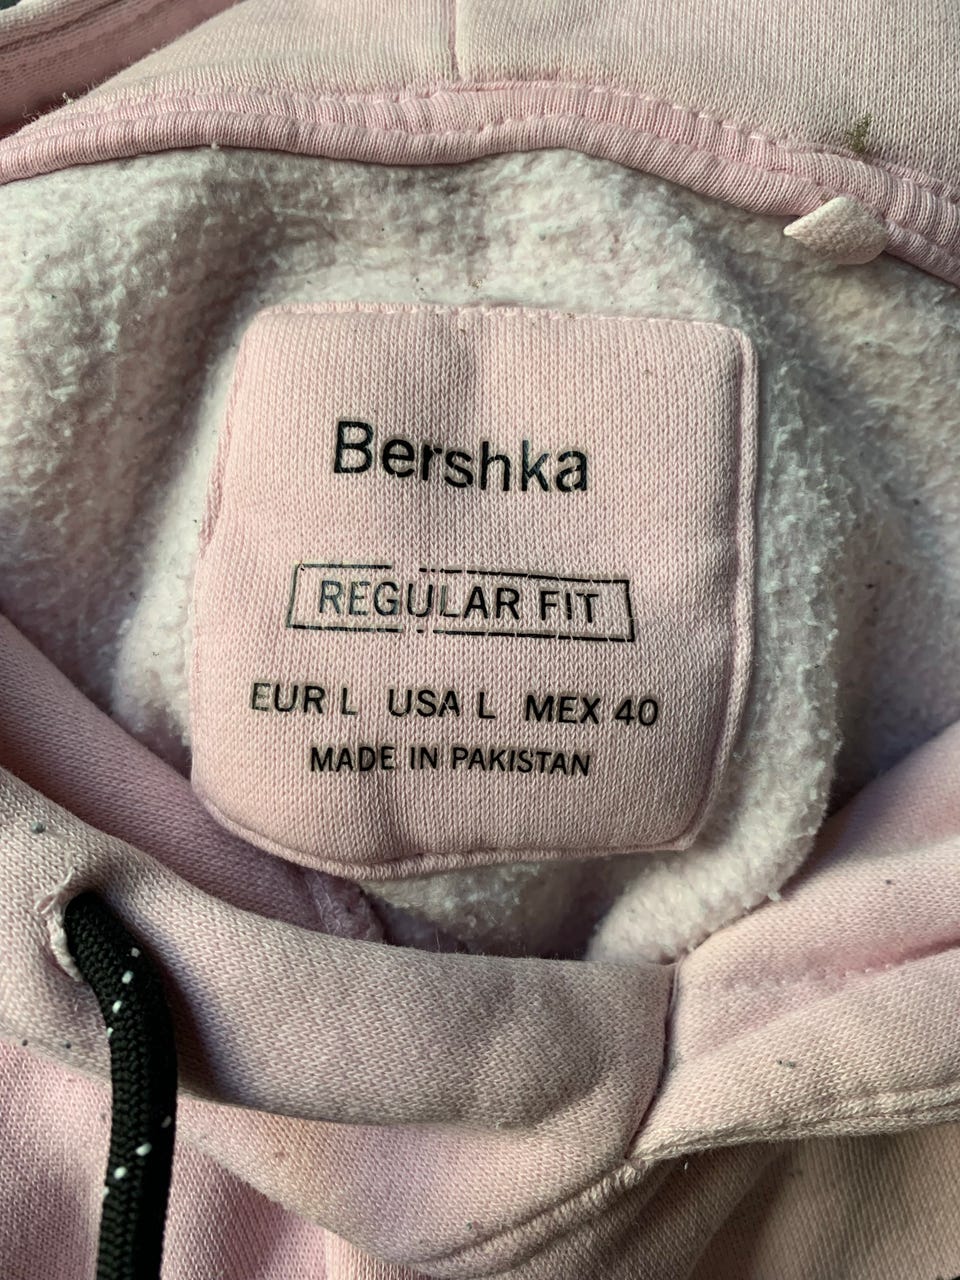 Bershka
REGULAR FIT
EUR L USA L MEX 40
MADE IN PAKISTAN